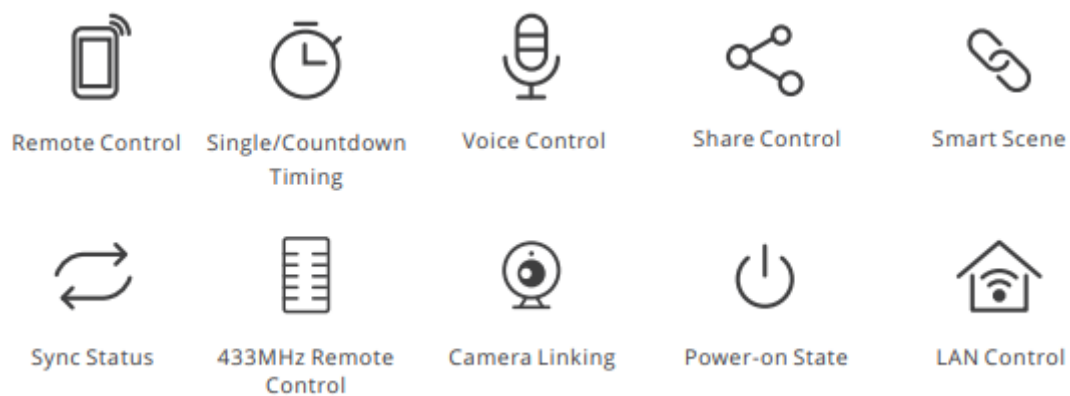 Remote Control
Single/Countdown
Timing
Voice Control
Share Control
Smart Scene
Sync Status
433MHz Remote
Control
Camera Linking
Power-on State
LAN Control